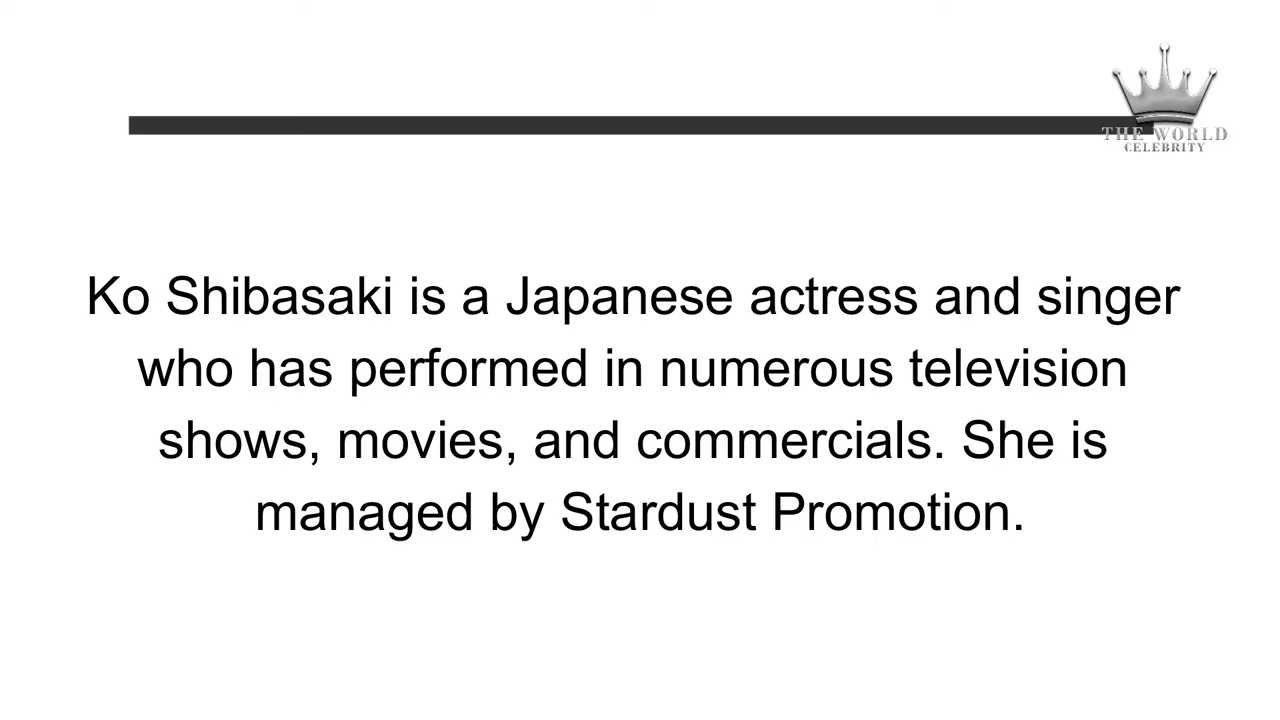 THE WORLD
CELEBRITY
Ko Shibasaki is a Japanese actress and singer
who has performed in numerous television
shows, movies, and commercials. She is
managed by Stardust Promotion.